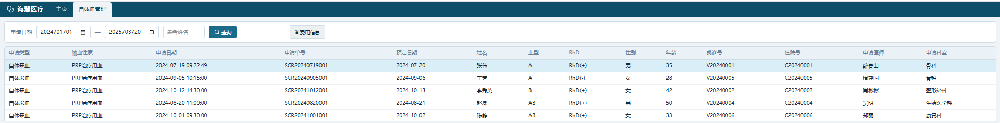 海慧医疗 主页 自体血管理
申请日期 2024/01/01 — 2025/03/20 患者姓名 查询 ¥ 费用信息
申请类型 输血性质 申请日期 申请单号 预定日期 姓名 血型 RhD 性别 年龄 就诊号 住院号 申请医师 申请科室
自体采血 PRP治疗用血 2024-07-19 09:22:49 SCR20240719001 2024-07-20 张伟 A RhD(+) 男 35 V20240001 C20240001 薛春山 骨科
自体采血 PRP治疗用血 2024-09-05 10:15:00 SCR20240905001 2024-09-06 王芳 A RhD(-) 女 28 V20240005 C20240005 周建国 骨科
自体采血 PRP治疗用血 2024-10-12 14:30:00 SCR20241012001 2024-10-13 李秀英 B RhD(+) 女 42 V20240002 C20240002 肖彬彬 整形外科
自体采血 PRP治疗用血 2024-08-20 11:00:00 SCR20240820001 2024-08-21 赵磊 AB RhD(+) 男 50 V20240004 C20240004 吴明 生殖医学科
自体采血 PRP治疗用血 2024-10-01 09:30:00 SCR20241001001 2024-10-02 陈静 AB RhD(+) 女 33 V20240006 C20240006 郑丽 康复科